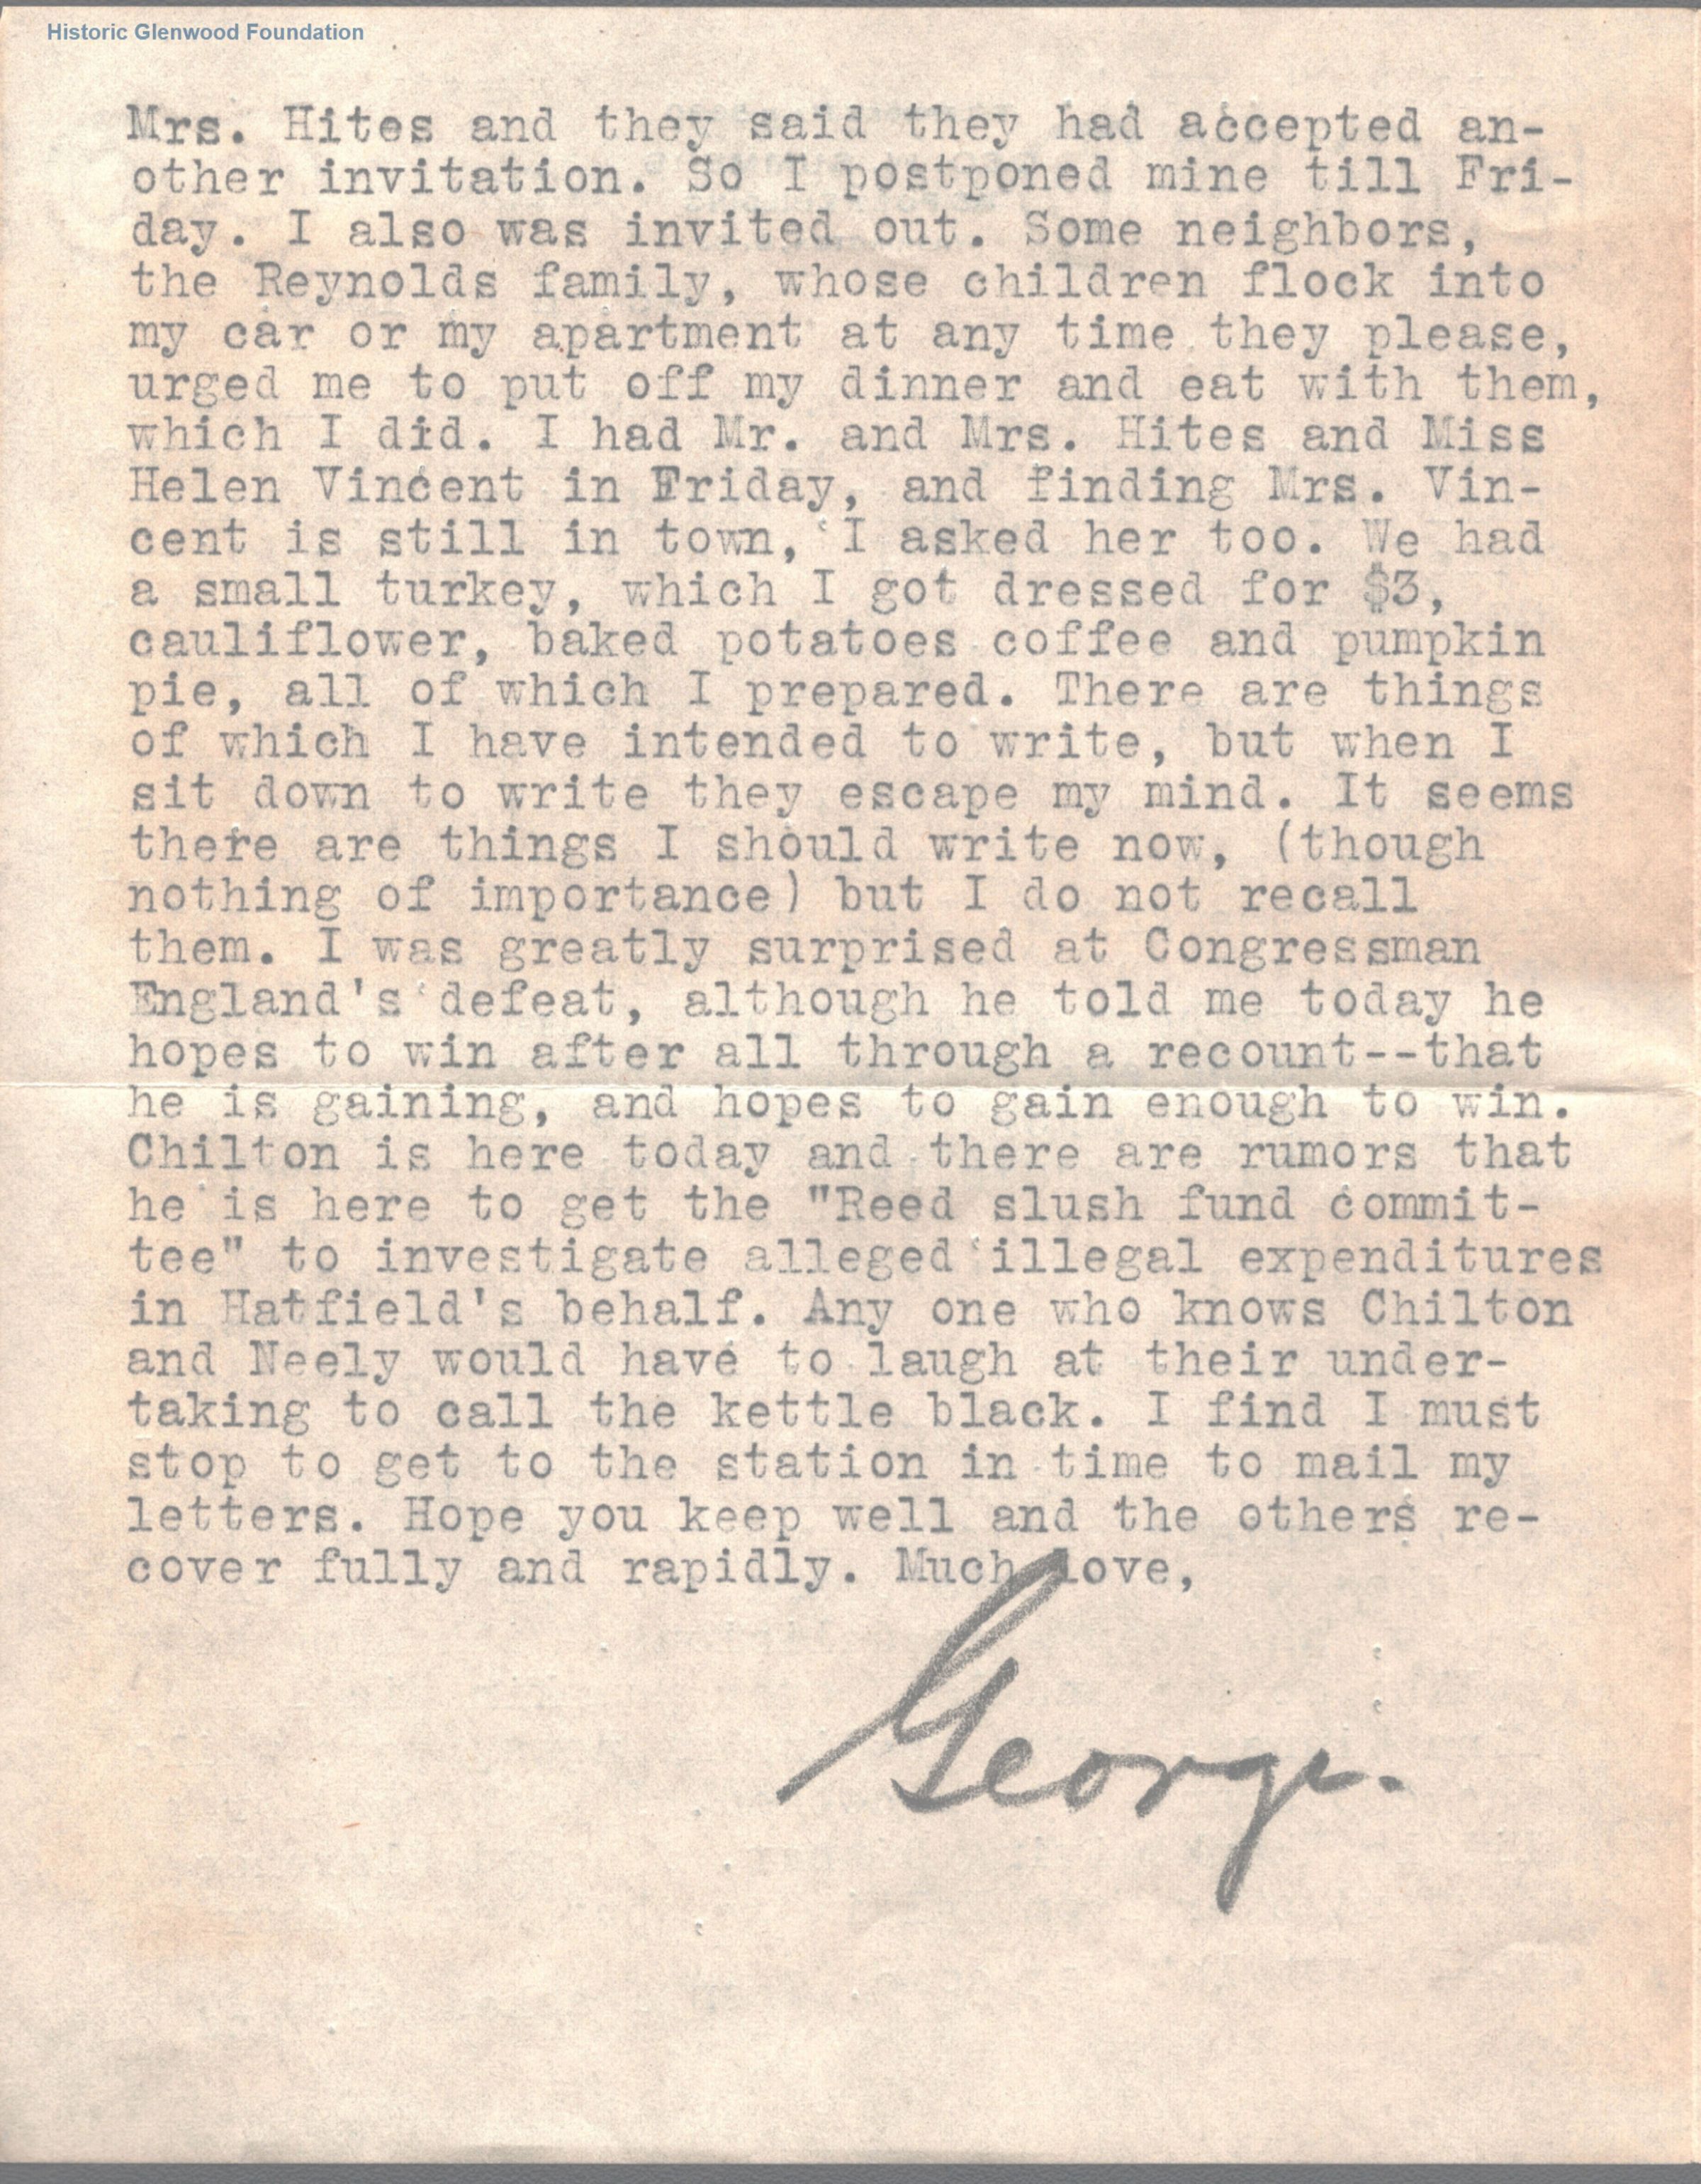 Historic Glenwood Foundation
Mrs. Hites and they said they had accepted an-
other invitation. So I postponed mine till Fri-
day. I also was invited out. Some neighbors,
the Reynolds family, whose children flock into
my car or my apartment at any time they please,
urged me to put off my dinner and eat with them,
which I did. I had Mr. and Mrs. Hites and Miss
Helen Vincent in Friday, and finding Mrs. Vin-
cent is still in town, I asked her too. We had
a small turkey, which I got dressed for $3,
cauliflower, baked potatoes coffee and pumpkin
pie, all of which I prepared. There are things
of which I have intended to write, but when I
sit down to write they escape my mind. It seems
there are things I should write now, (though
nothing of importance) but I do not recall
them. I was greatly surprised at Congressman
England's defeat, although he told me today he
hopes to win after all through a recount--that
he is gaining, and hopes to gain enough to win.
Chilton is here today and there are rumors that
he is here to get the "Reed slush fund commit-
tee" to investigate alleged illegal expenditures
in Hatfield's behalf. Any one who knows Chilton
and Neely would have to laugh at their under-
taking to call the kettle black. I find I must
stop to get to the station in time to mail my
letters. Hope you keep well and the others re-
cover fully and rapidly. Much love,
George.